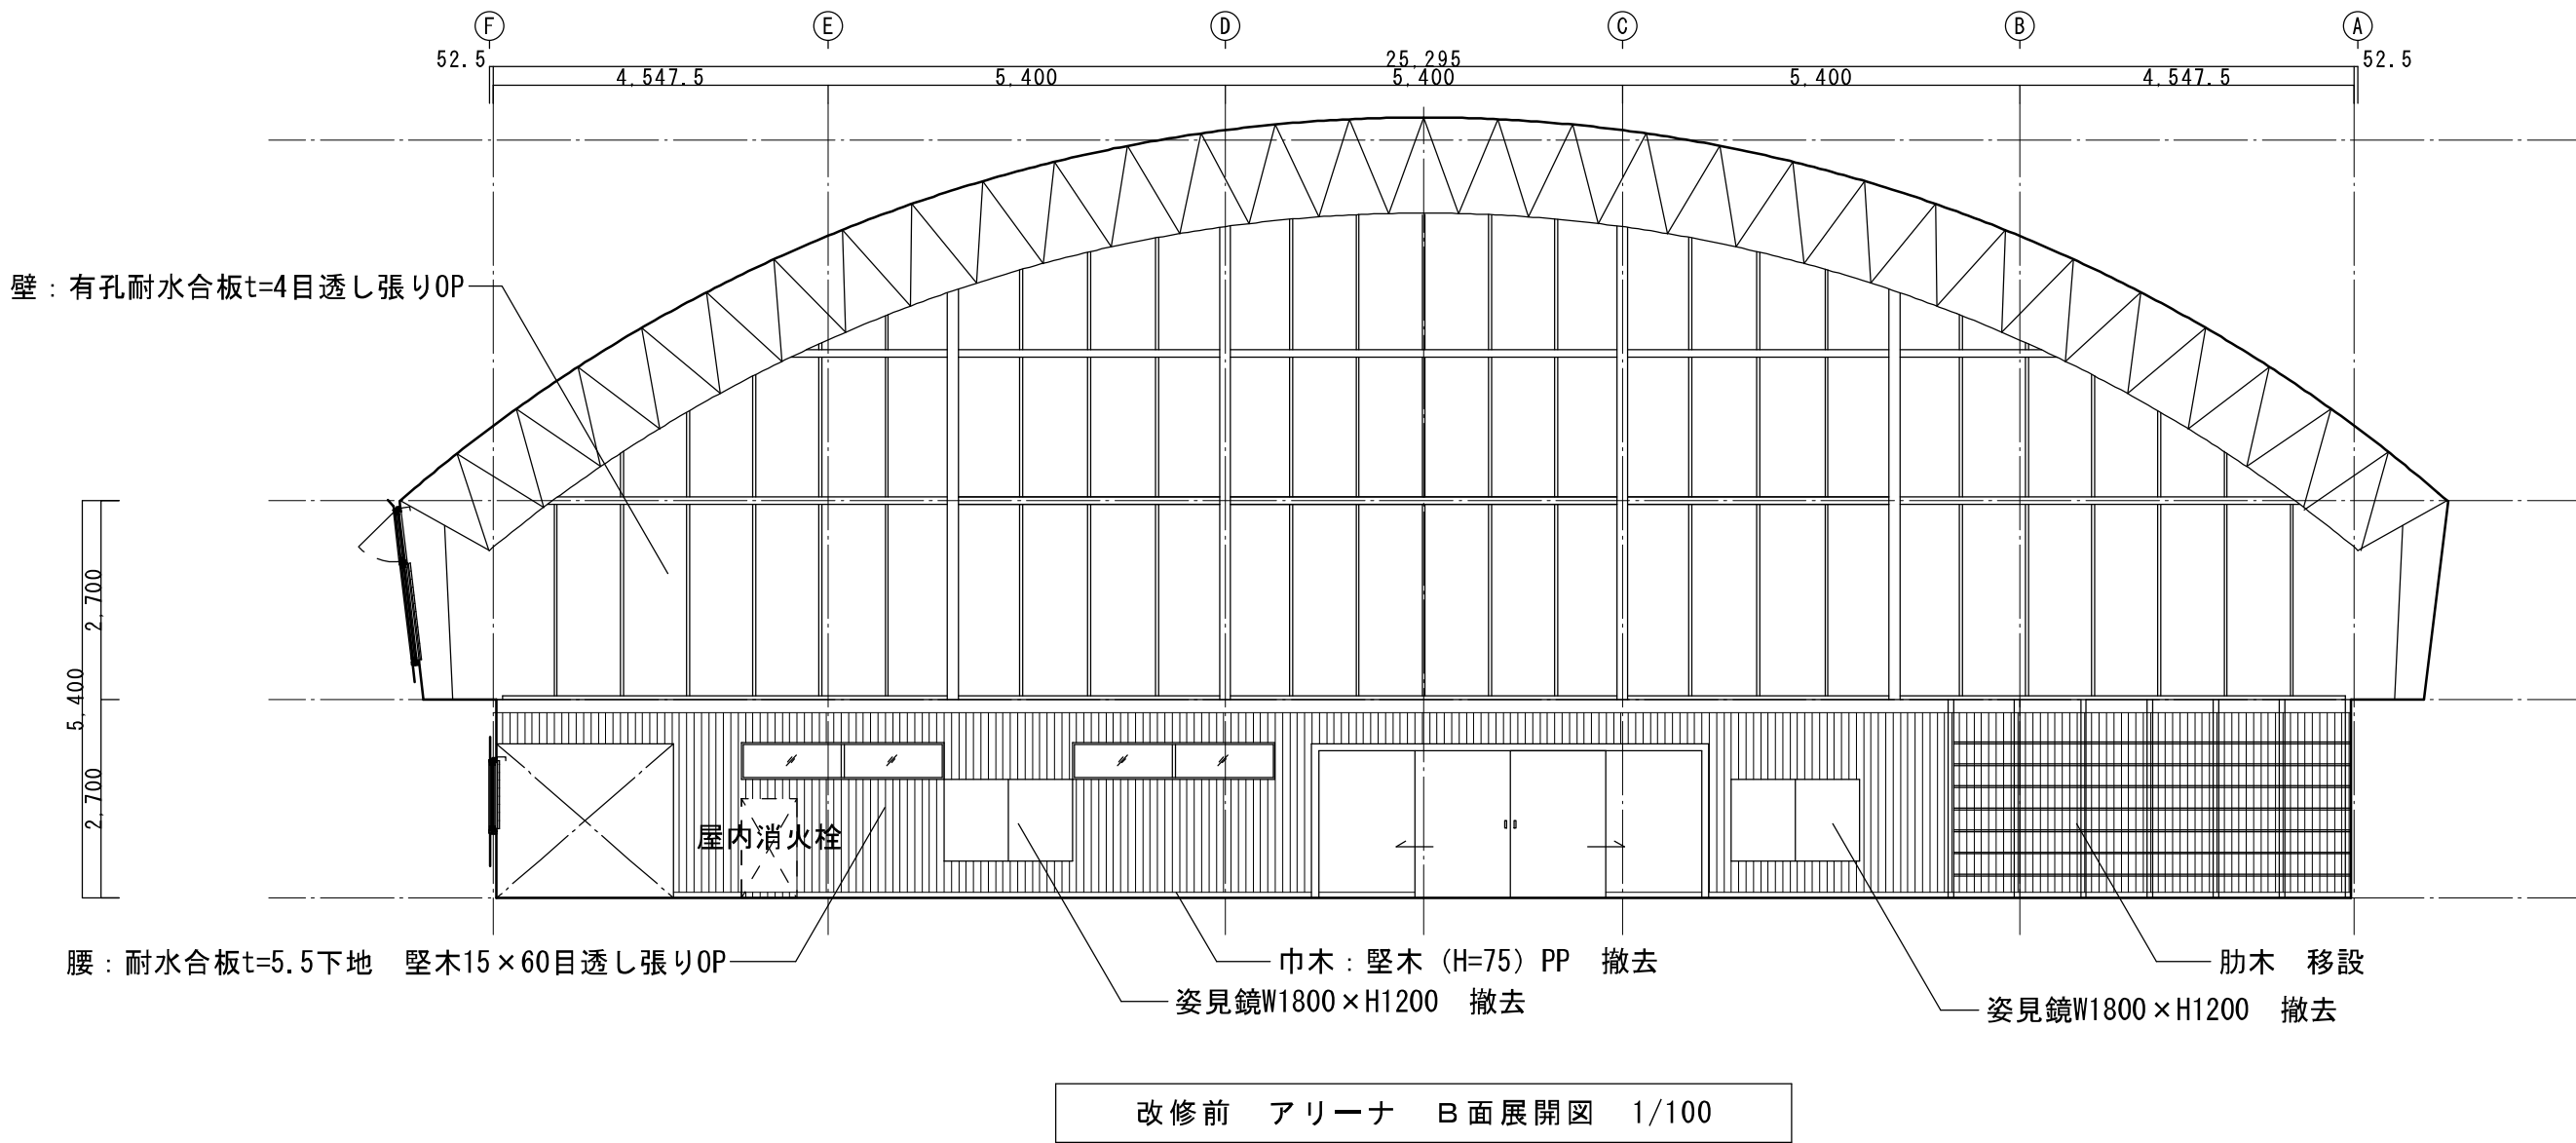 F E D C B A
52.5 25,295 52.5
4,547.5 5,400 5,400 5,400 4,547.5
壁：有孔耐水合板t=4目透し張りOP
2,700
5,400
2,700
屋内消火栓
腰：耐水合板t=5.5下地　堅木15×60目透し張りOP
巾木：堅木（H=75）PP　撤去
肋木　移設
姿見鏡W1800×H1200　撤去
姿見鏡W1800×H1200　撤去
改修前　アリーナ　Ｂ面展開図　1/100